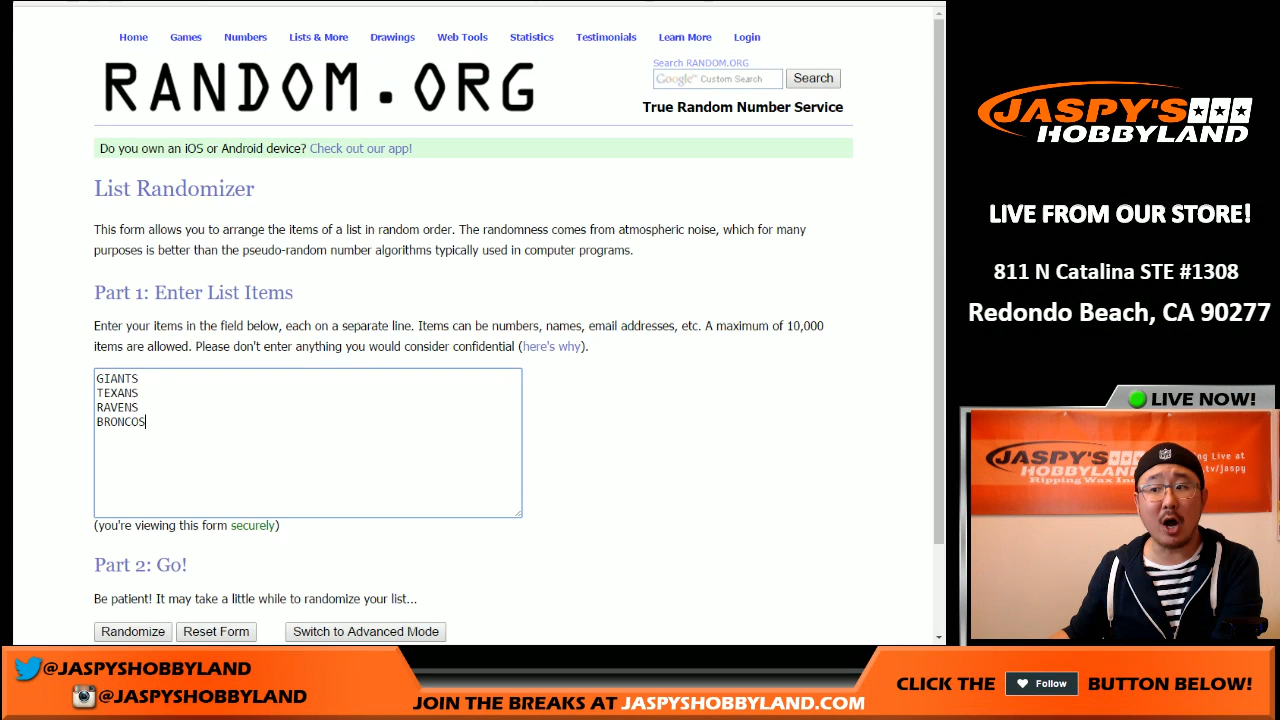 Home Games Numbers Lists & More Drawings Web Tools Statistics Testimonials Learn More Login
RANDOM.ORG
Search RANDOM.ORG
Google™ Custom Search Search
True Random Number Service
Do you own an iOS or Android device? Check out our app!
List Randomizer
This form allows you to arrange the items of a list in random order. The randomness comes from atmospheric noise, which for many
purposes is better than the pseudo-random number algorithms typically used in computer programs.
Part 1: Enter List Items
Enter your items in the field below, each on a separate line. Items can be numbers, names, email addresses, etc. A maximum of 10,000
items are allowed. Please don't enter anything you would consider confidential (here's why).
GIANTS
TEXANS
RAVENS
BRONCOS
(you're viewing this form securely)
Part 2: Go!
Be patient! It may take a little while to randomize your list...
Randomize Reset Form Switch to Advanced Mode
JASPY'S
HOBBYLAND
LIVE FROM OUR STORE!
811 N Catalina STE #1308
Redondo Beach, CA 90277
LIVE NOW!
JASPY'S
HOBBYLAND
Ripping Wax
ng Live at
.tv/jaspy
NFL
@JASPYSHOBBYLAND
@JASPYSHOBBYLAND
JOIN THE BREAKS AT JASPYSHOBBYLAND.COM
CLICK THE Follow BUTTON BELOW!